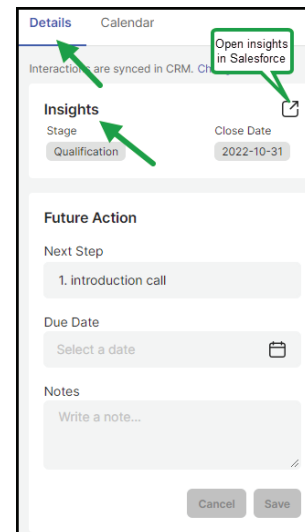 Details Calendar
Open insights
in Salesforce
Interactions are synced in CRM.
Insights
Stage Close Date
Qualification 2022-10-31
Future Action
Next Step
1. introduction call
Due Date
Select a date
Notes
Write a note...
Cancel Save